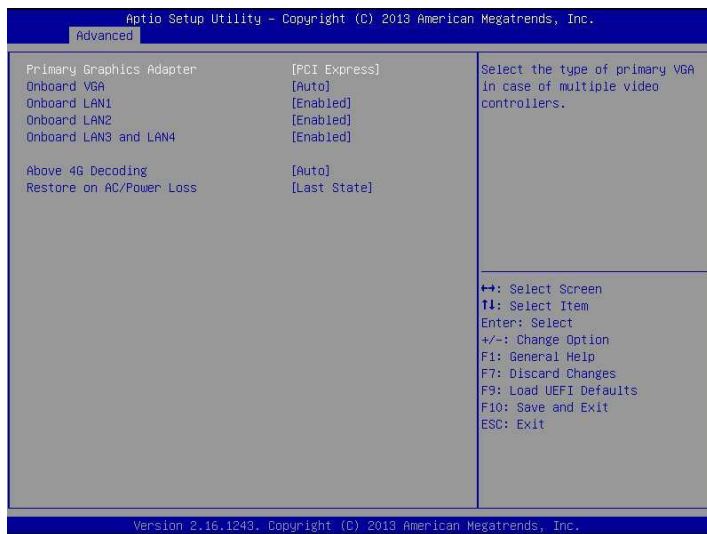 Aptio Setup Utility – Copyright (C) 2013 American Megatrends, Inc.
Advanced
Primary Graphics Adapter [PCI Express]
Onboard VGA [Auto]
Onboard LAN1 [Enabled]
Onboard LAN2 [Enabled]
Onboard LAN3 and LAN4 [Enabled]
Above 4G Decoding [Auto]
Restore on AC/Power Loss [Last State]
Select the type of primary VGA
in case of multiple video
controllers.
↔: Select Screen
↑↓: Select Item
Enter: Select
+/-: Change Option
F1: General Help
F7: Discard Changes
F9: Load UEFI Defaults
F10: Save and Exit
ESC: Exit
Version 2.16.1243. Copyright (C) 2013 American Megatrends, Inc.